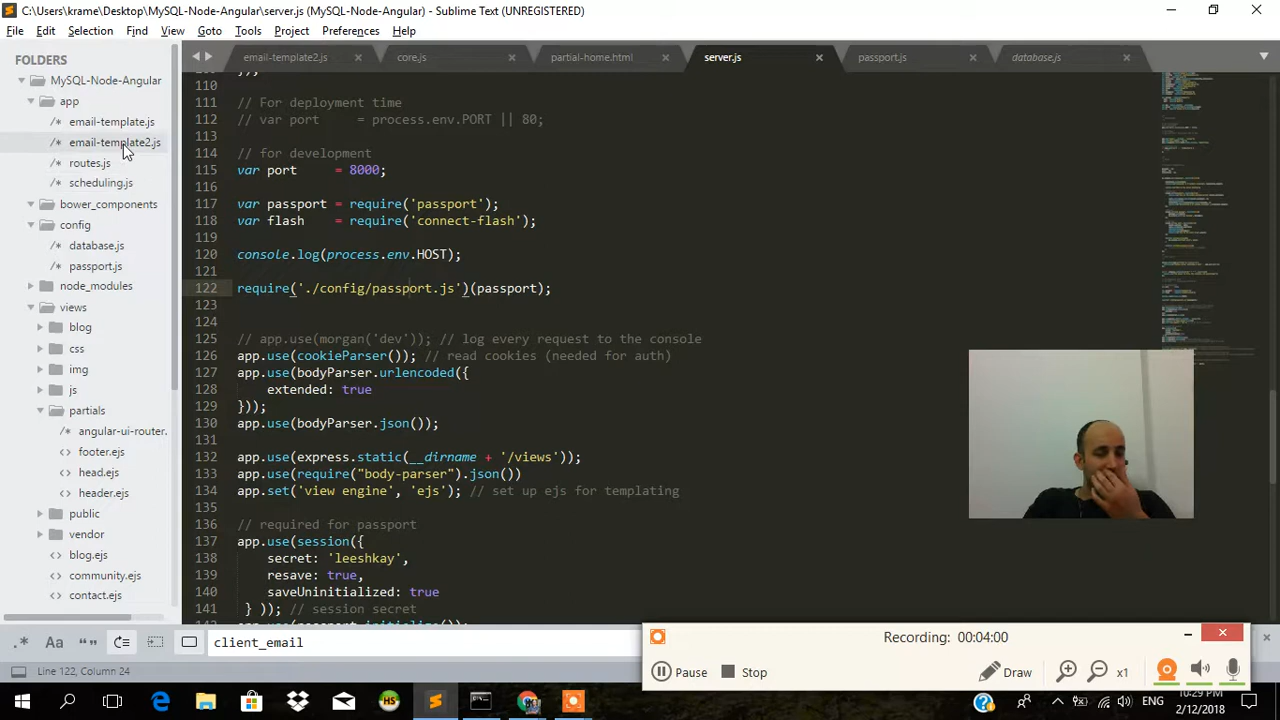 C:\Users\krame\Desktop\MySQL-Node-Angular\server.js (MySQL-Node-Angular) - Sublime Text (UNREGISTERED)
File Edit Selection Find View Goto Tools Project Preferences Help
FOLDERS
MySQL-Node-Angular
app
email-template.js
email-template2.js
routes.js
scheduling.js
bower_components
config
database.js
passport.js
node_modules
views
blog
css
img
js
partials
angular-ui-router.
footer.ejs
head.ejs
header.ejs
public
vendor
blog.ejs
community.ejs
contact.ejs
email-template2.js core.js partial-home.html server.js passport.js database.js
110
111 // For deployment time
112 // var port = process.env.PORT || 80;
113
114 // for development
115 var port = 8000;
116
117 var passport = require('passport');
118 var flash = require('connect-flash');
119
120 console.log(process.env.HOST);
121
122 require('./config/passport.js')(passport);
123
124
125 // app.use(morgan('dev')); // log every request to the console
126 app.use(cookieParser()); // read cookies (needed for auth)
127 app.use(bodyParser.urlencoded({
128 extended: true
129 }));
130 app.use(bodyParser.json());
131
132 app.use(express.static(__dirname + '/views'));
133 app.use(require("body-parser").json())
134 app.set('view engine', 'ejs'); // set up ejs for templating
135
136 // required for passport
137 app.use(session({
138 secret: 'leeshkay',
139 resave: true,
140 saveUninitialized: true
141 } )); // session secret
.* Aa “” client_email
Line 122, Column 24
Recording: 00:04:00
Pause Stop Draw x1
ENG
10:29 PM
2/12/2018